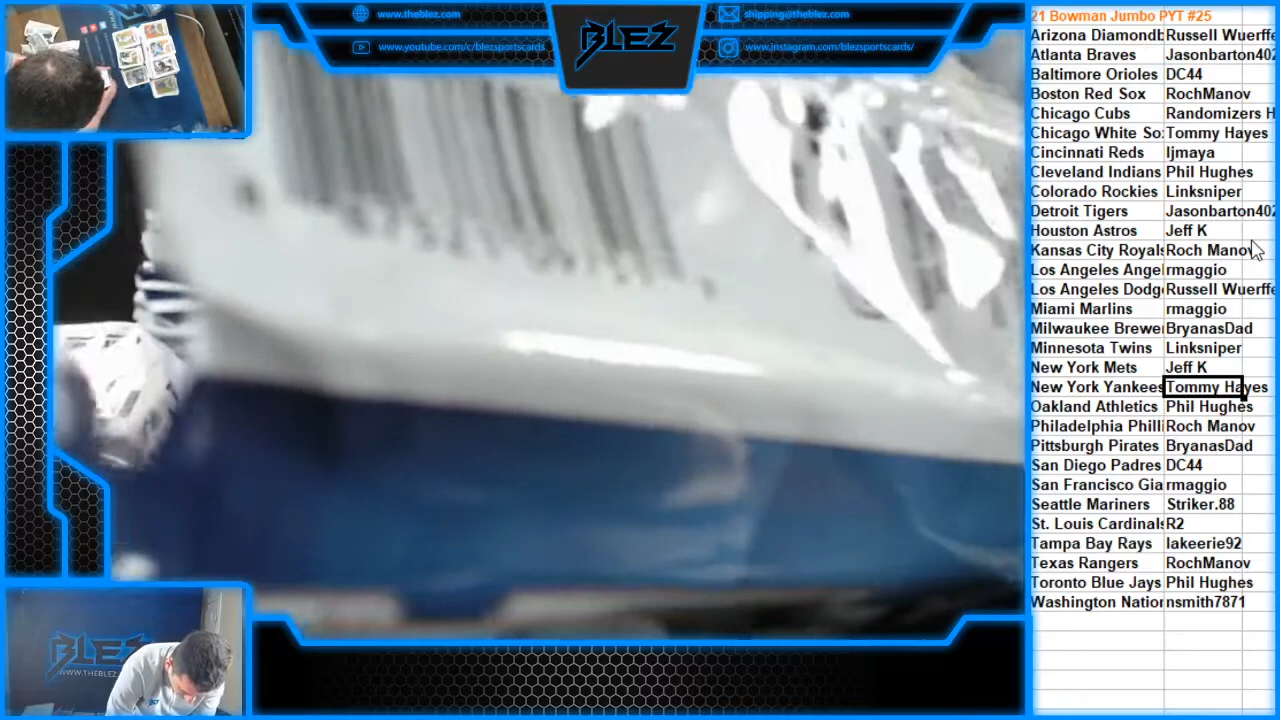 www.theblez.com
shipping@theblez.com
www.youtube.com/c/blezsportscards
www.instagram.com/blezsportscards/
BLEZ
21 Bowman Jumbo PYT #25
Arizona Diamondb Russell Wuerffe
Atlanta Braves Jasonbarton402
Baltimore Orioles DC44
Boston Red Sox RochManov
Chicago Cubs Randomizers H
Chicago White So Tommy Hayes
Cincinnati Reds ljmaya
Cleveland Indians Phil Hughes
Colorado Rockies Linksniper
Detroit Tigers Jasonbarton402
Houston Astros Jeff K
Kansas City Royals Roch Manov
Los Angeles Angel rmaggio
Los Angeles Dodge Russell Wuerffe
Miami Marlins rmaggio
Milwaukee Brewer BryanasDad
Minnesota Twins Linksniper
New York Mets Jeff K
New York Yankees Tommy Hayes
Oakland Athletics Phil Hughes
Philadelphia Philli Roch Manov
Pittsburgh Pirates BryanasDad
San Diego Padres DC44
San Francisco Gia rmaggio
Seattle Mariners Striker.88
St. Louis Cardinals R2
Tampa Bay Rays lakeerie92
Texas Rangers RochManov
Toronto Blue Jays Phil Hughes
Washington Nation nsmith7871
BLEZ
WWW.THEBLEZ